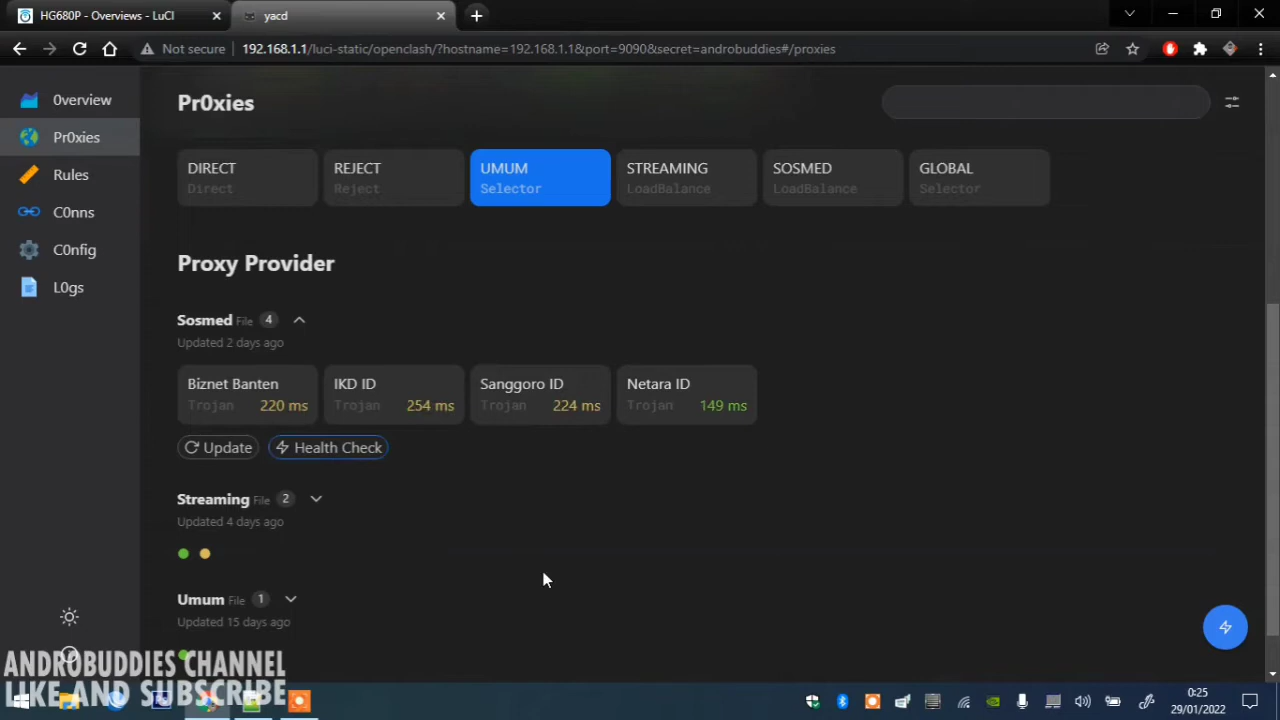 HG680P - Overviews - LuCI
yacd
Not secure 192.168.1.1/luci-static/openclash/?hostname=192.168.1.1&port=9090&secret=androbuddies#/proxies
0verview
Pr0xies
Rules
C0nns
C0nfig
L0gs
Pr0xies
DIRECT
Direct
REJECT
Reject
UMUM
Selector
STREAMING
LoadBalance
SOSMED
LoadBalance
GLOBAL
Selector
Proxy Provider
Sosmed File 4
Updated 2 days ago
Biznet Banten
Trojan 220 ms
IKD ID
Trojan 254 ms
Sanggoro ID
Trojan 224 ms
Netara ID
Trojan 149 ms
Update
Health Check
Streaming File 2
Updated 4 days ago
Umum File 1
Updated 15 days ago
ANDROBUDDIES CHANNEL
LIKE AND SUBSCRIBE
0:25
29/01/2022